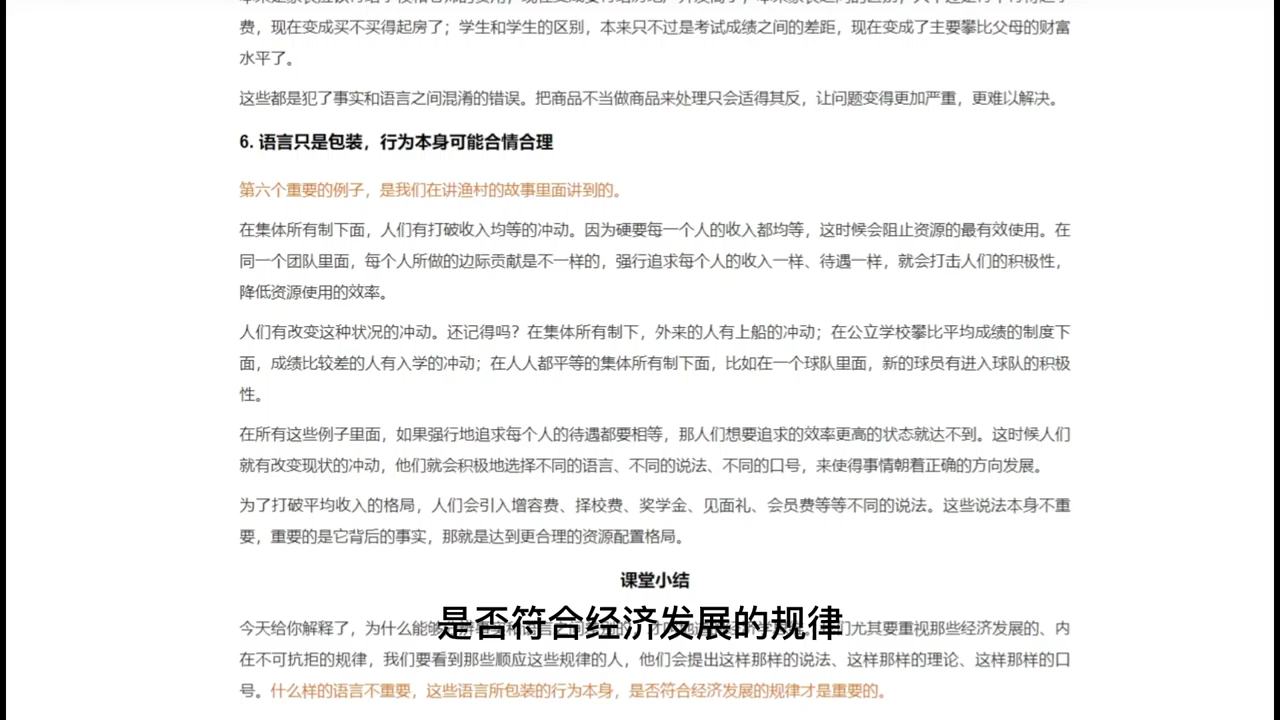 费，现在变成买不买得起房了；学生和学生的区别，本来只不过是考试成绩之间的差距，现在变成了主要攀比父母的财富
水平了。
这些都是犯了事实和语言之间混淆的错误。把商品不当做商品来处理只会适得其反，让问题变得更加严重，更难以解决。
6. 语言只是包装，行为本身可能合情合理
第六个重要的例子，是我们在讲渔村的故事里面讲到的。
在集体所有制下面，人们有打破收入均等的冲动。因为硬要每一个人的收入都均等，这时候会阻止资源的最有效使用。在
同一个团队里面，每个人所做的边际贡献是不一样的，强行追求每个人的收入一样、待遇一样，就会打击人们的积极性，
降低资源使用的效率。
人们有改变这种状况的冲动。还记得吗？在集体所有制下，外来的人有上船的冲动；在公立学校攀比平均成绩的制度下
面，成绩比较差的人有入学的冲动；在人人都平等的集体所有制下面，比如在一个球队里面，新的球员有进入球队的积极
性。
在所有这些例子里面，如果强行地追求每个人的待遇都要相等，那人们想要追求的效率更高的状态就达不到。这时候人们
就有改变现状的冲动，他们就会积极地选择不同的语言、不同的说法、不同的口号，来使得事情朝着正确的方向发展。
为了打破平均收入的格局，人们会引入增容费、择校费、奖学金、见面礼、会员费等等不同的说法。这些说法本身不重
要，重要的是它背后的事实，那就是达到更合理的资源配置格局。
课堂小结
今天给你解释了，为什么能够 们尤其要重视那些经济发展的、内
是否符合经济发展的规律
在不可抗拒的规律，我们要看到那些顺应这些规律的人，他们会提出这样那样的说法、这样那样的理论、这样那样的口
号。什么样的语言不重要，这些语言所包装的行为本身，是否符合经济发展的规律才是重要的。